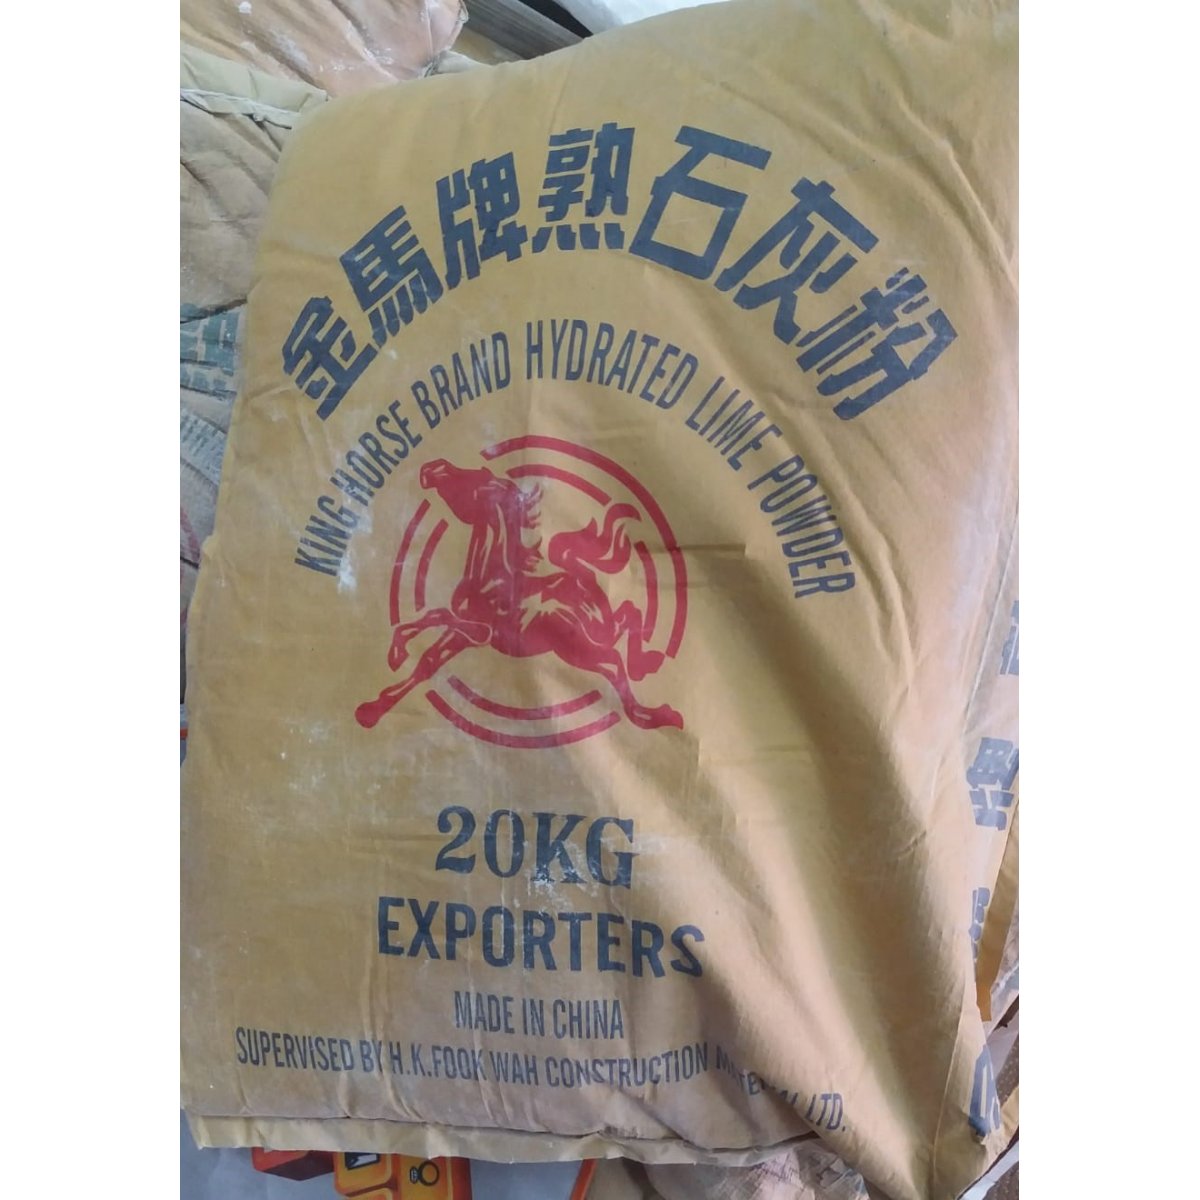 金馬牌熟石灰粉
KING HORSE BRAND HYDRATED LIME POWDER
20KG
EXPORTERS
MADE IN CHINA
SUPERVISED BY H.K.FOOK WAH CONSTRUCTION MATERIAL LTD.